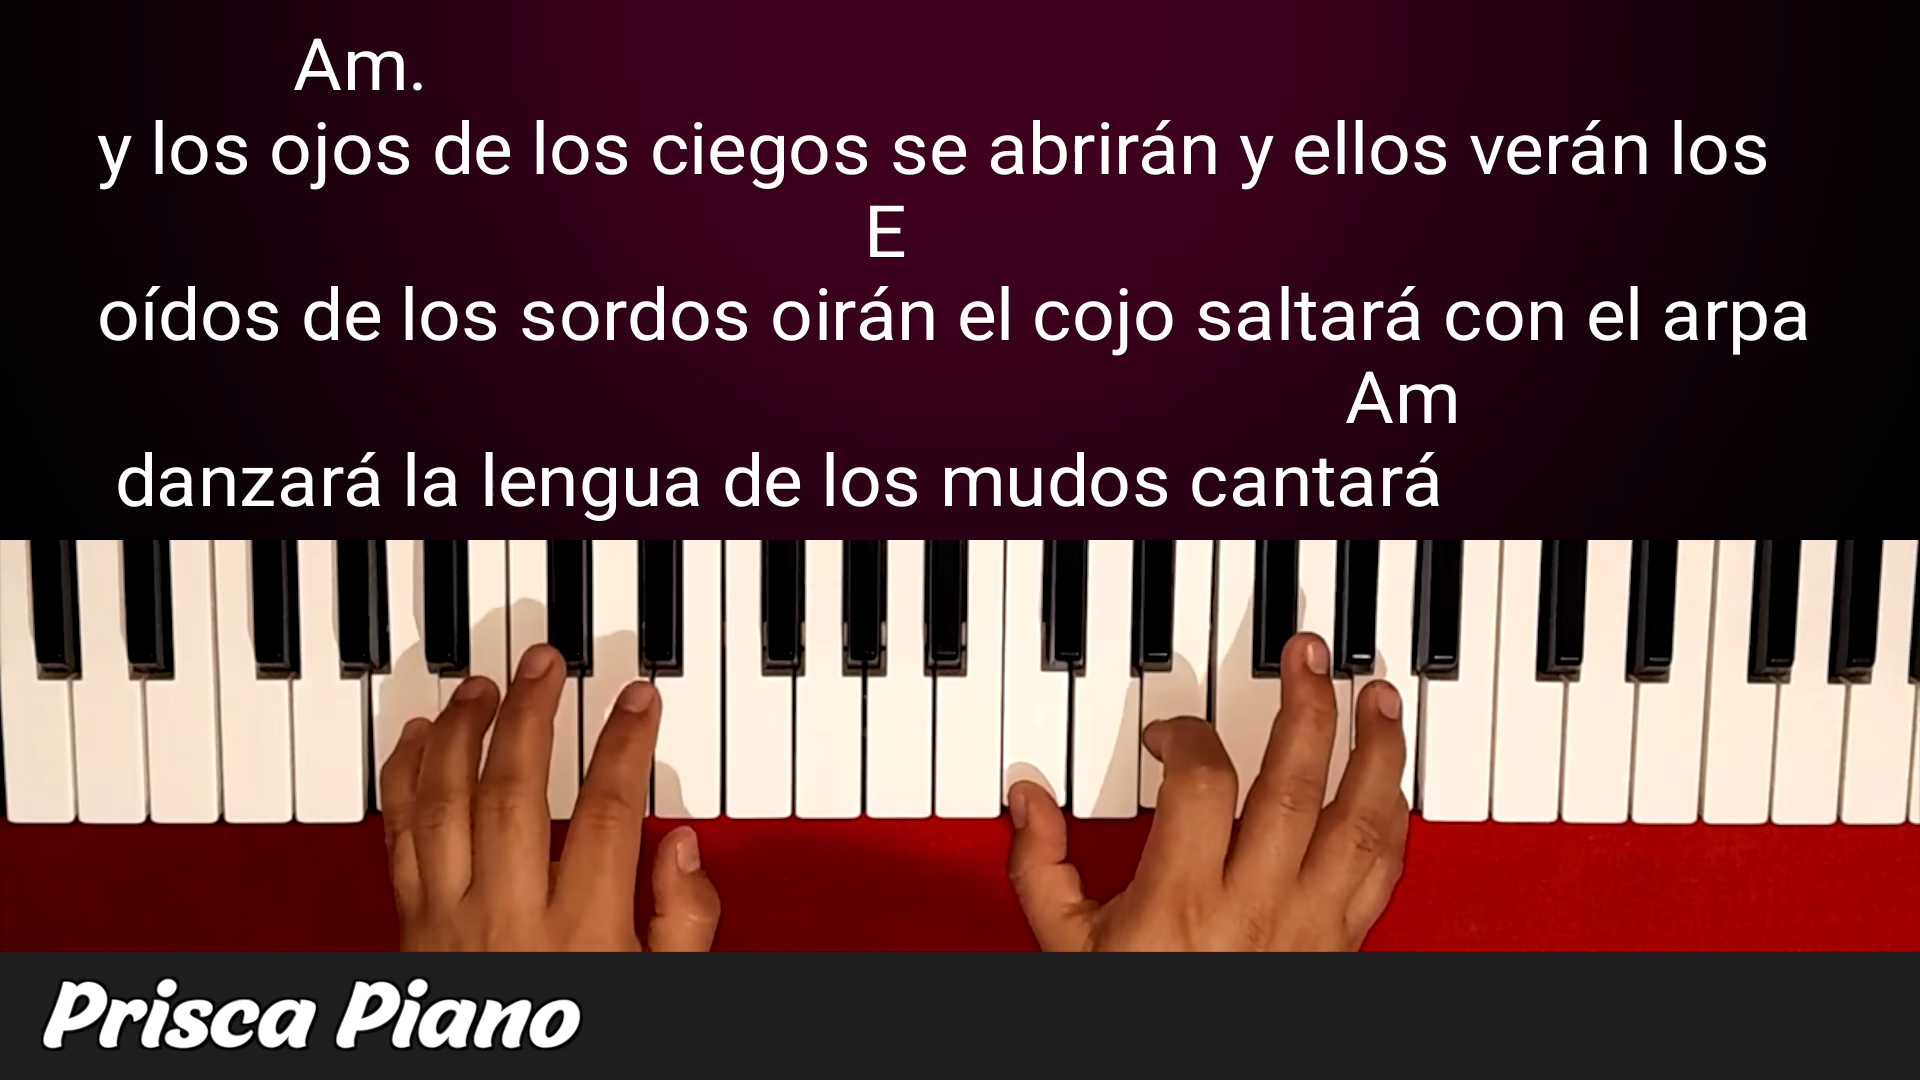 Am.
y los ojos de los ciegos se abrirán y ellos verán los
E
oídos de los sordos oirán el cojo saltará con el arpa
Am
danzará la lengua de los mudos cantará
Prisca Piano